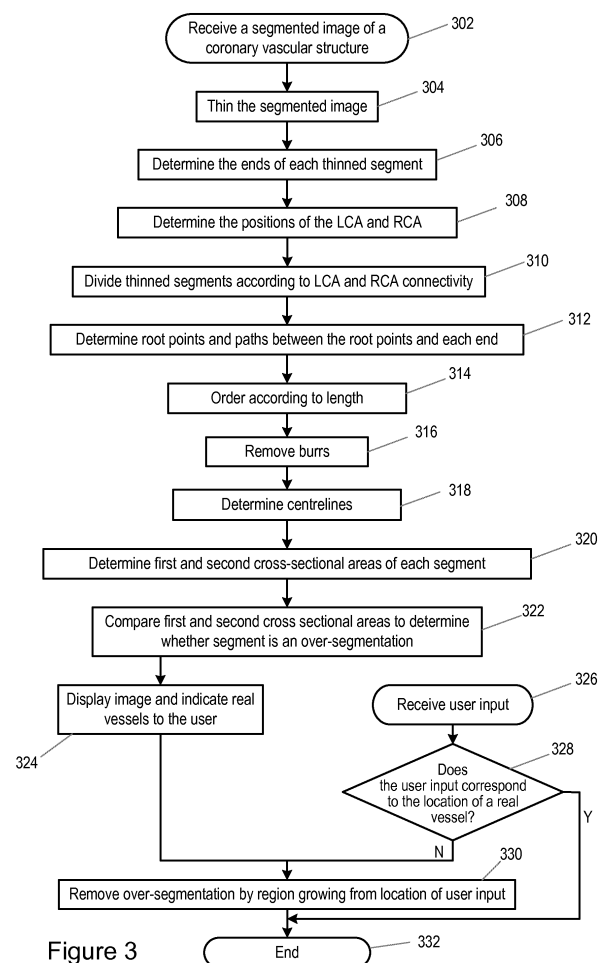 Receive a segmented image of a
coronary vascular structure
302
Thin the segmented image
304
Determine the ends of each thinned segment
306
Determine the positions of the LCA and RCA
308
Divide thinned segments according to LCA and RCA connectivity
310
Determine root points and paths between the root points and each end
312
Order according to length
314
Remove burrs
316
Determine centrelines
318
Determine first and second cross-sectional areas of each segment
320
Compare first and second cross sectional areas to determine
whether segment is an over-segmentation
322
Display image and indicate real
vessels to the user
324
Receive user input
326
Does
the user input correspond
to the location of a real
vessel?
328
Y
N
Remove over-segmentation by region growing from location of user input
330
End
332
Figure 3